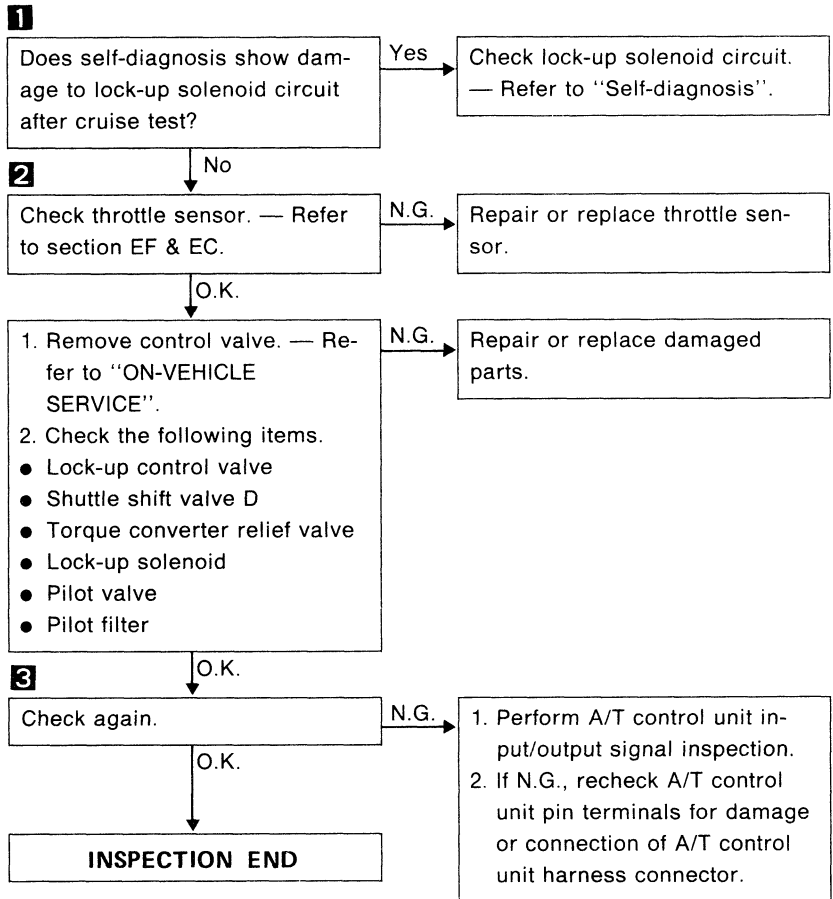 1
Does self-diagnosis show dam-
age to lock-up solenoid circuit
after cruise test?
Yes
Check lock-up solenoid circuit.
— Refer to "Self-diagnosis".
No
2
Check throttle sensor. — Refer
to section EF & EC.
N.G.
Repair or replace throttle sen-
sor.
O.K.
1. Remove control valve. — Re-
fer to "ON-VEHICLE
SERVICE".
2. Check the following items.
● Lock-up control valve
● Shuttle shift valve D
● Torque converter relief valve
● Lock-up solenoid
● Pilot valve
● Pilot filter
N.G.
Repair or replace damaged
parts.
O.K.
3
Check again.
N.G.
1. Perform A/T control unit in-
put/output signal inspection.
2. If N.G., recheck A/T control
unit pin terminals for damage
or connection of A/T control
unit harness connector.
O.K.
INSPECTION END